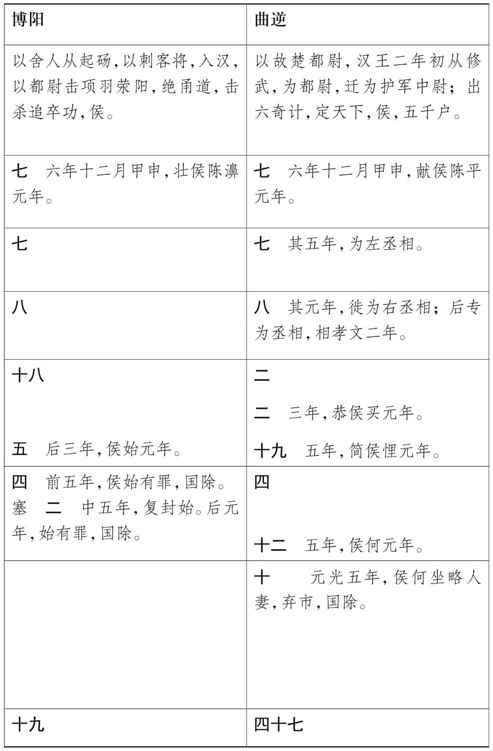 博阳
曲逆
以舍人从起砀，以刺客将，入汉，
以都尉击项羽荥阳，绝甬道，击
杀追卒功，侯。
以故楚都尉，汉王二年初从修
武，为都尉，迁为护军中尉；出
六奇计，定天下，侯，五千户。
七　六年十二月甲申，壮侯陈濞
元年。
七　六年十二月甲申，献侯陈平
元年。
七
七　其五年，为左丞相。
八
八　其元年，徙为右丞相；后专
为丞相，相孝文二年。
十八
五　后三年，侯始元年。
二
二　三年，恭侯买元年。
十九　五年，简侯悝元年。
四　前五年，侯始有罪，国除。
塞　二　中五年，复封始。后元
年，始有罪，国除。
四
十二　五年，侯何元年。
十　元光五年，侯何坐略人
妻，弃市，国除。
十九
四十七